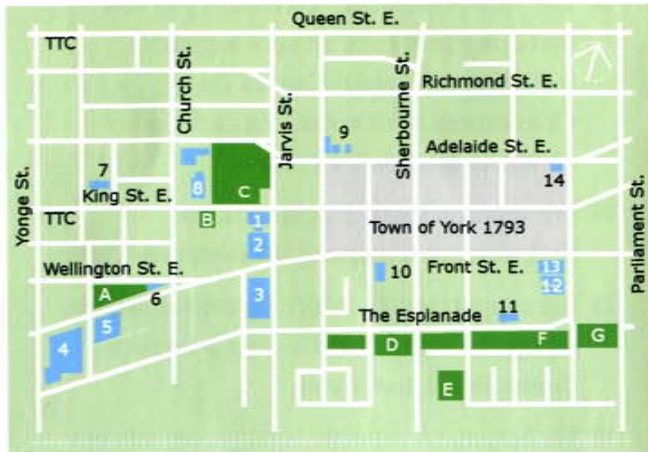 Queen St. E.
TTC
Church St.
Jarvis St.
Sherbourne St.
Richmond St. E.
9
Adelaide St. E.
Yonge St.
7
8
C
14
King St. E.
Parliament St.
TTC
B
1
Town of York 1793
2
Wellington St. E.
10
Front St. E.
13
12
A
6
3
11
The Esplanade
5
4
D
F
G
E